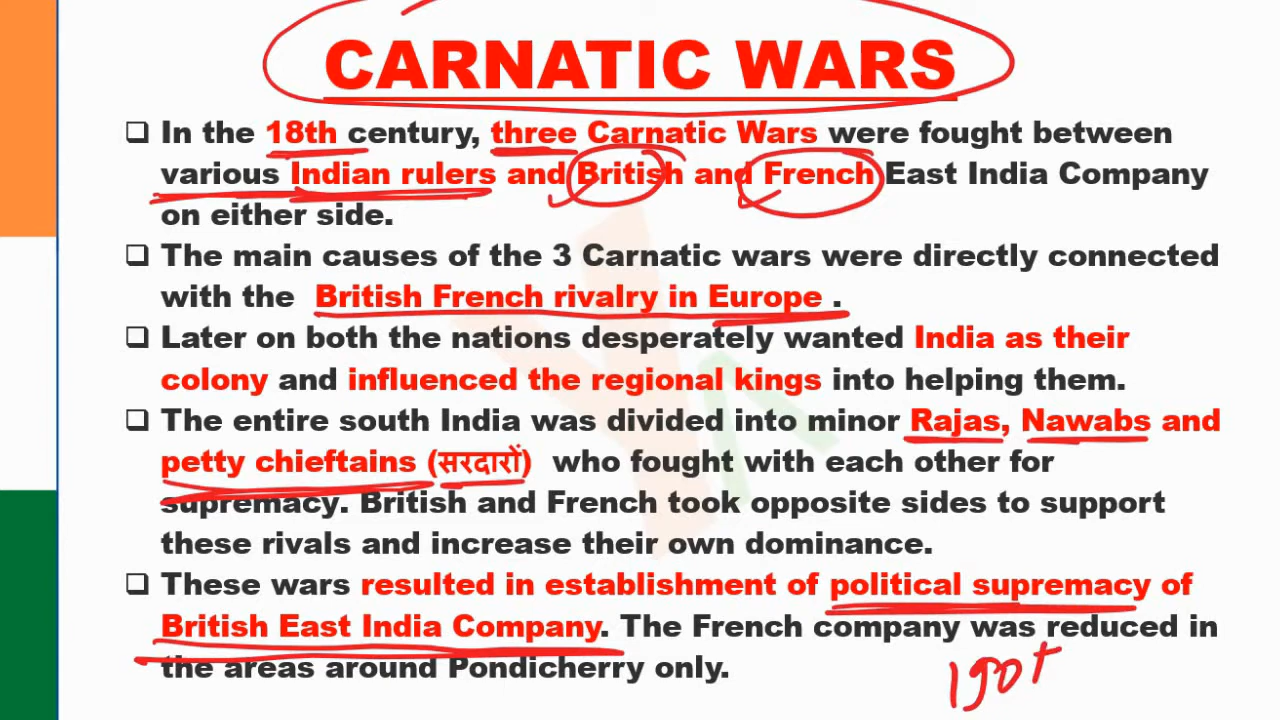 CARNATIC WARS
❑ In the 18th century, three Carnatic Wars were fought between
various Indian rulers and British and French East India Company
on either side.
❑ The main causes of the 3 Carnatic wars were directly connected
with the British French rivalry in Europe .
❑ Later on both the nations desperately wanted India as their
colony and influenced the regional kings into helping them.
❑ The entire south India was divided into minor Rajas, Nawabs and
petty chieftains (सरदारों) who fought with each other for
supremacy. British and French took opposite sides to support
these rivals and increase their own dominance.
❑ These wars resulted in establishment of political supremacy of
British East India Company. The French company was reduced in
the areas around Pondicherry only.